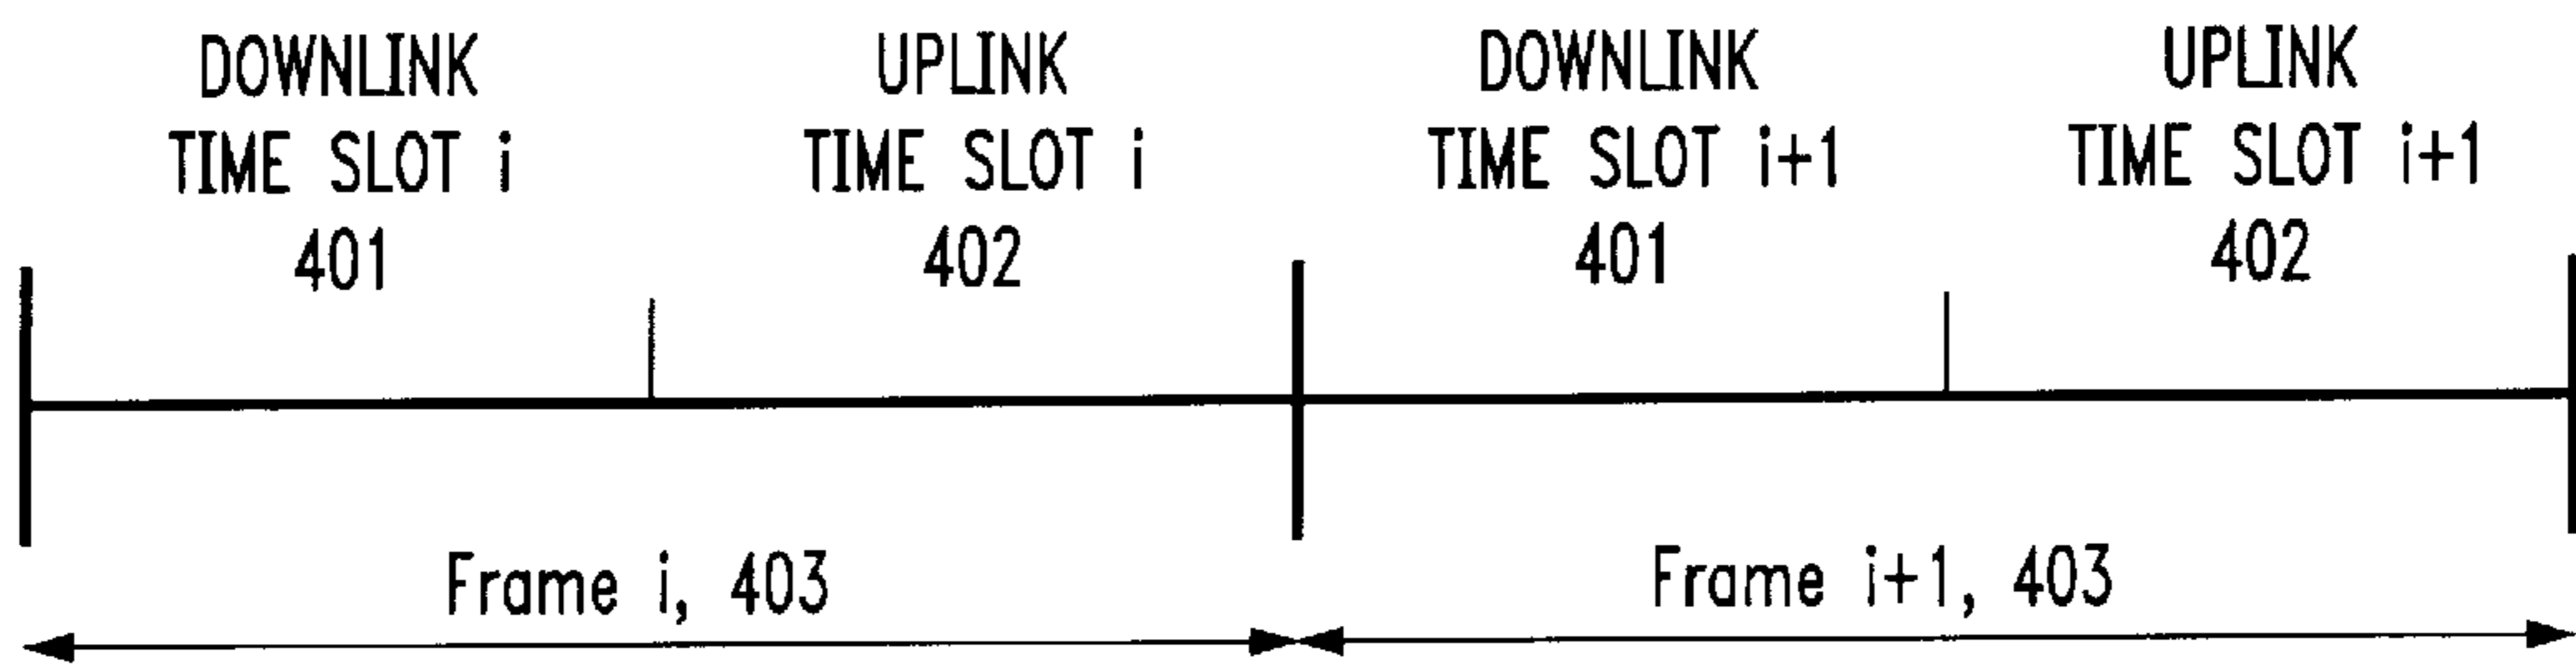 DOWNLINK
TIME SLOT i
401
UPLINK
TIME SLOT i
402
DOWNLINK
TIME SLOT i+1
401
UPLINK
TIME SLOT i+1
402
Frame i, 403
Frame i+1, 403